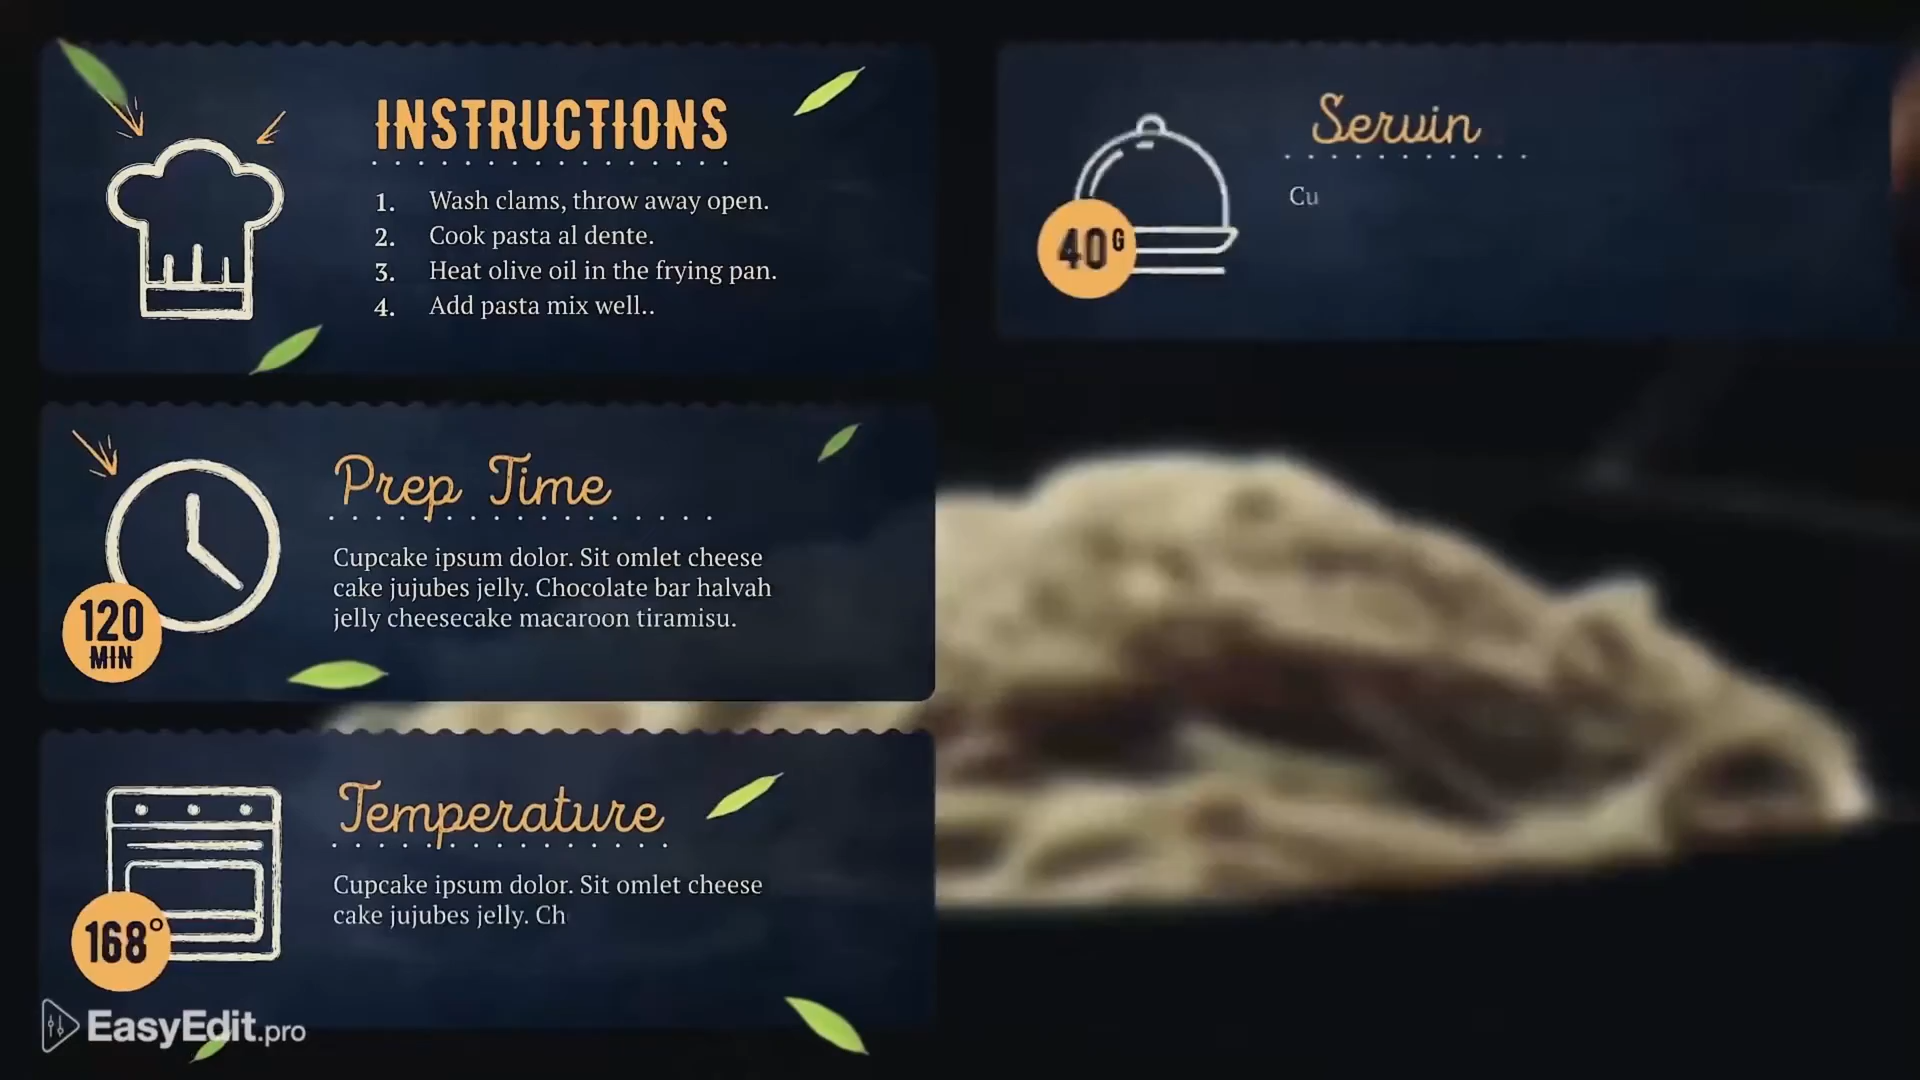 INSTRUCTIONS
1. Wash clams, throw away open.
2. Cook pasta al dente.
3. Heat olive oil in the frying pan.
4. Add pasta mix well..
Prep Time
Cupcake ipsum dolor. Sit omlet cheese
cake jujubes jelly. Chocolate bar halvah
jelly cheesecake macaroon tiramisu.
120
MIN
Temperature
Cupcake ipsum dolor. Sit omlet cheese
cake jujubes jelly. Ch
168°
EasyEdit.pro
Servin
Cu
40G